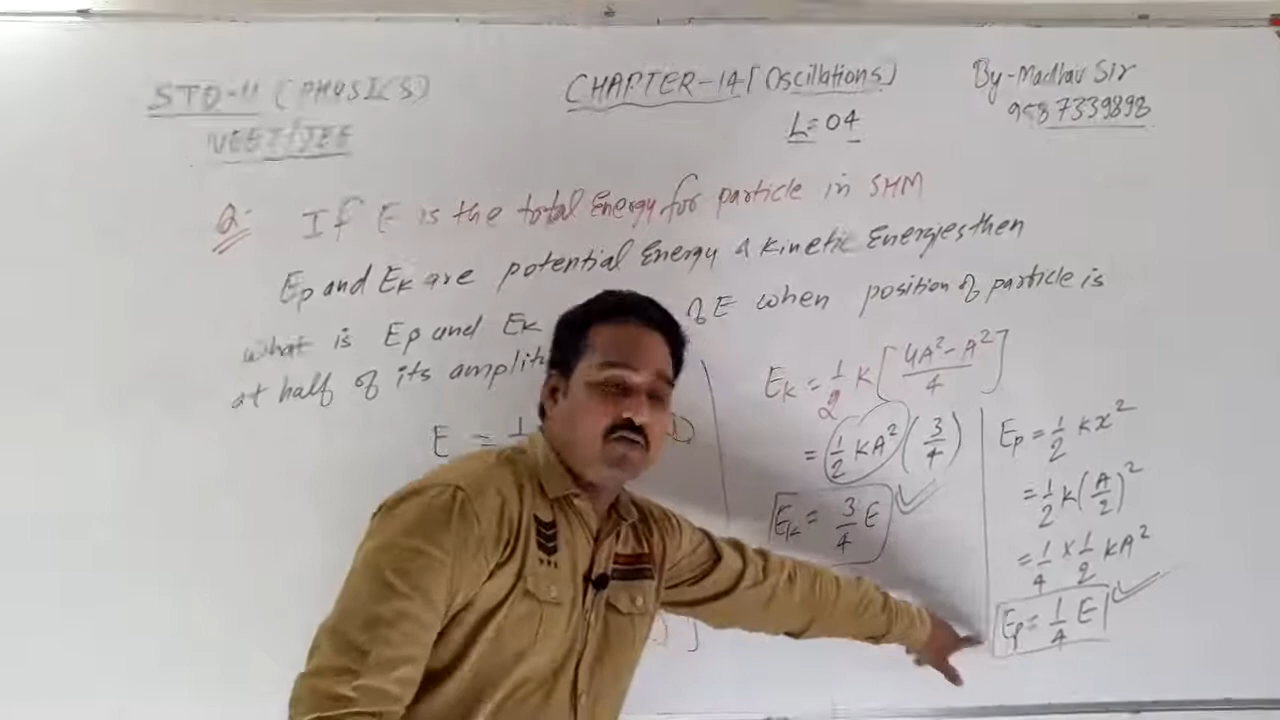 STD-11 (PHYSICS)
NEET/JEE
CHAPTER-14 [Oscillations)
L=04
By-Madhav Sir
9587339898
Q:- If E is the total Energy for particle in SHM
Ep and Ek are potential Energy & kinetic Energies then
what is Ep and Ek of E when position of particle is
at half of its
E =
Ek = 1/2 K[(4A²-A²)/4]
= (1/2 KA²)(3/4)
Ek = 3/4 E
Ep = 1/2 Kx²
= 1/2 K(A/2)²
= 1/4 × 1/2 KA²
Ep = 1/4 E